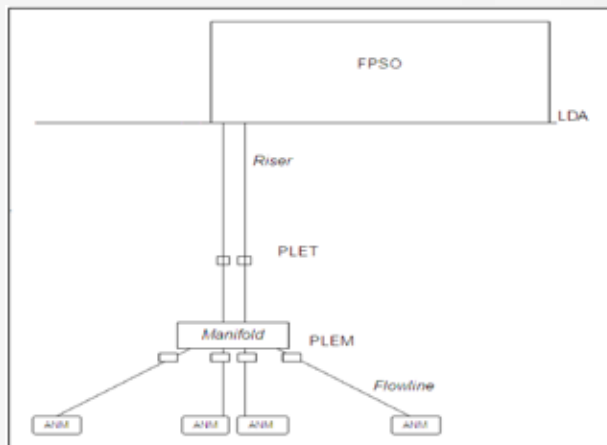 FPSO
LDA
Riser
PLET
Manifold
PLEM
Flowline
ANM ANM ANM ANM